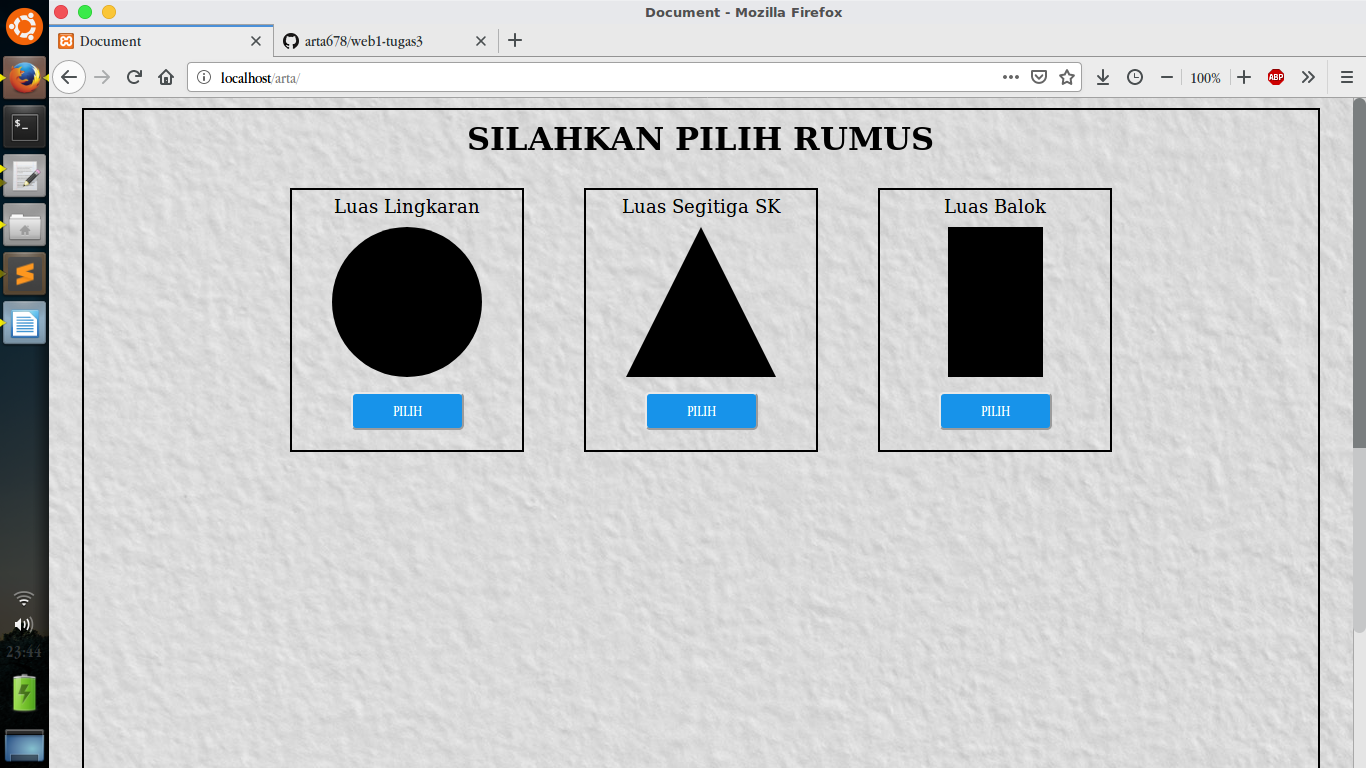 Document - Mozilla Firefox
Document
arta678/web1-tugas3
localhost/arta/
100%
ABP
SILAHKAN PILIH RUMUS
Luas Lingkaran
Luas Segitiga SK
Luas Balok
PILIH
PILIH
PILIH
$_
23:44